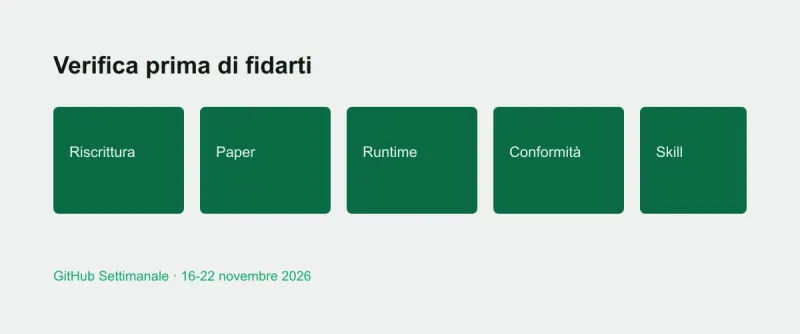 Verifica prima di fidarti
Riscrittura
Paper
Runtime
Conformità
Skill
GitHub Settimanale · 16-22 novembre 2026